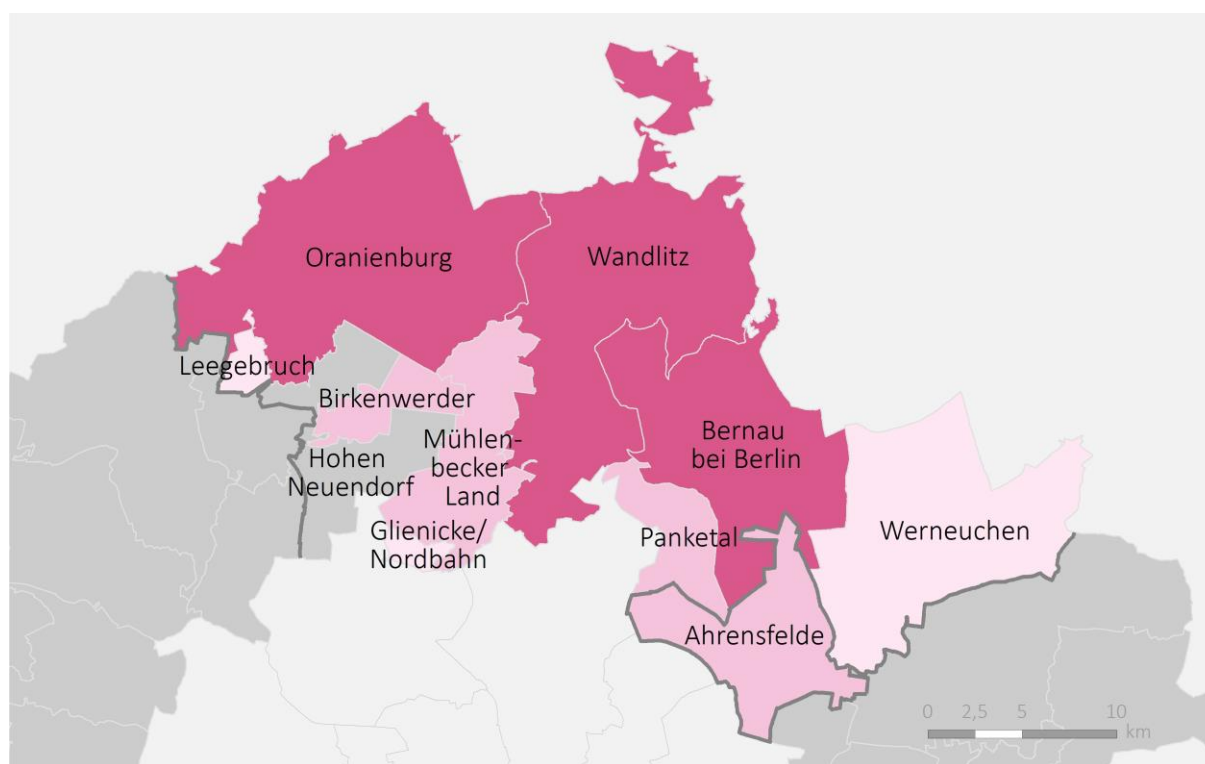 Oranienburg
Wandlitz
Leegebruch
Birkenwerder
Mühlen-
becker
Land
Hohen
Neuendorf
Glienicke/
Nordbahn
Bernau
bei Berlin
Panketal
Werneuchen
Ahrensfelde
0 2,5 5 10
km